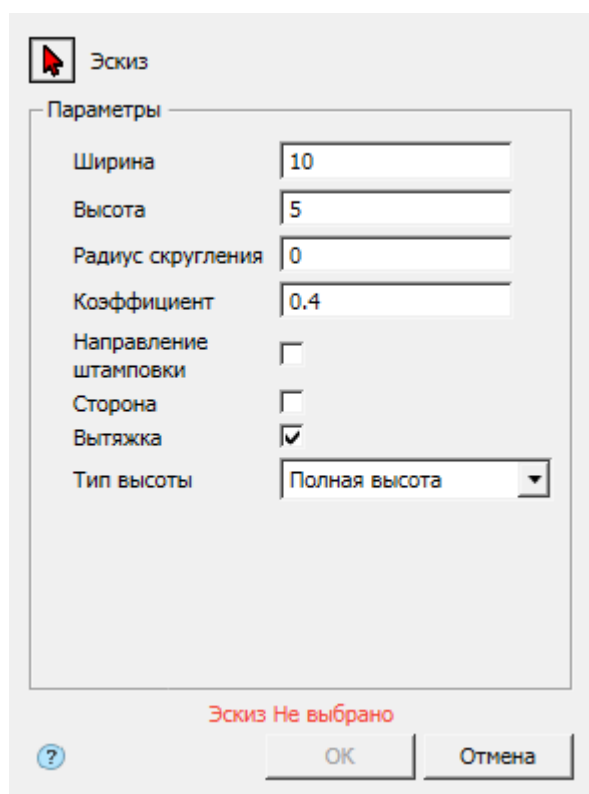 Эскиз
Параметры
Ширина 10
Высота 5
Радиус скругления 0
Коэффициент 0.4
Направление
штамповки
Сторона
Вытяжка
Тип высоты Полная высота
Эскиз Не выбрано
? OK Отмена